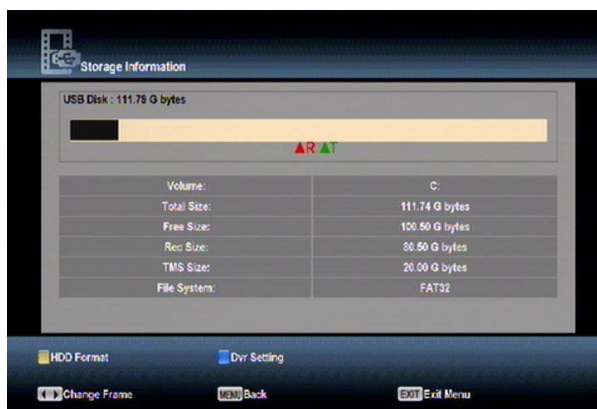 Storage Information
USB Disk : 111.79 G bytes
▲R ▲T
Volume: C:
Total Size: 111.74 G bytes
Free Size: 100.50 G bytes
Rec Size: 80.50 G bytes
TMS Size: 20.00 G bytes
File System: FAT32
HDD Format Dvr Setting
Change Frame MENU Back EXIT Exit Menu